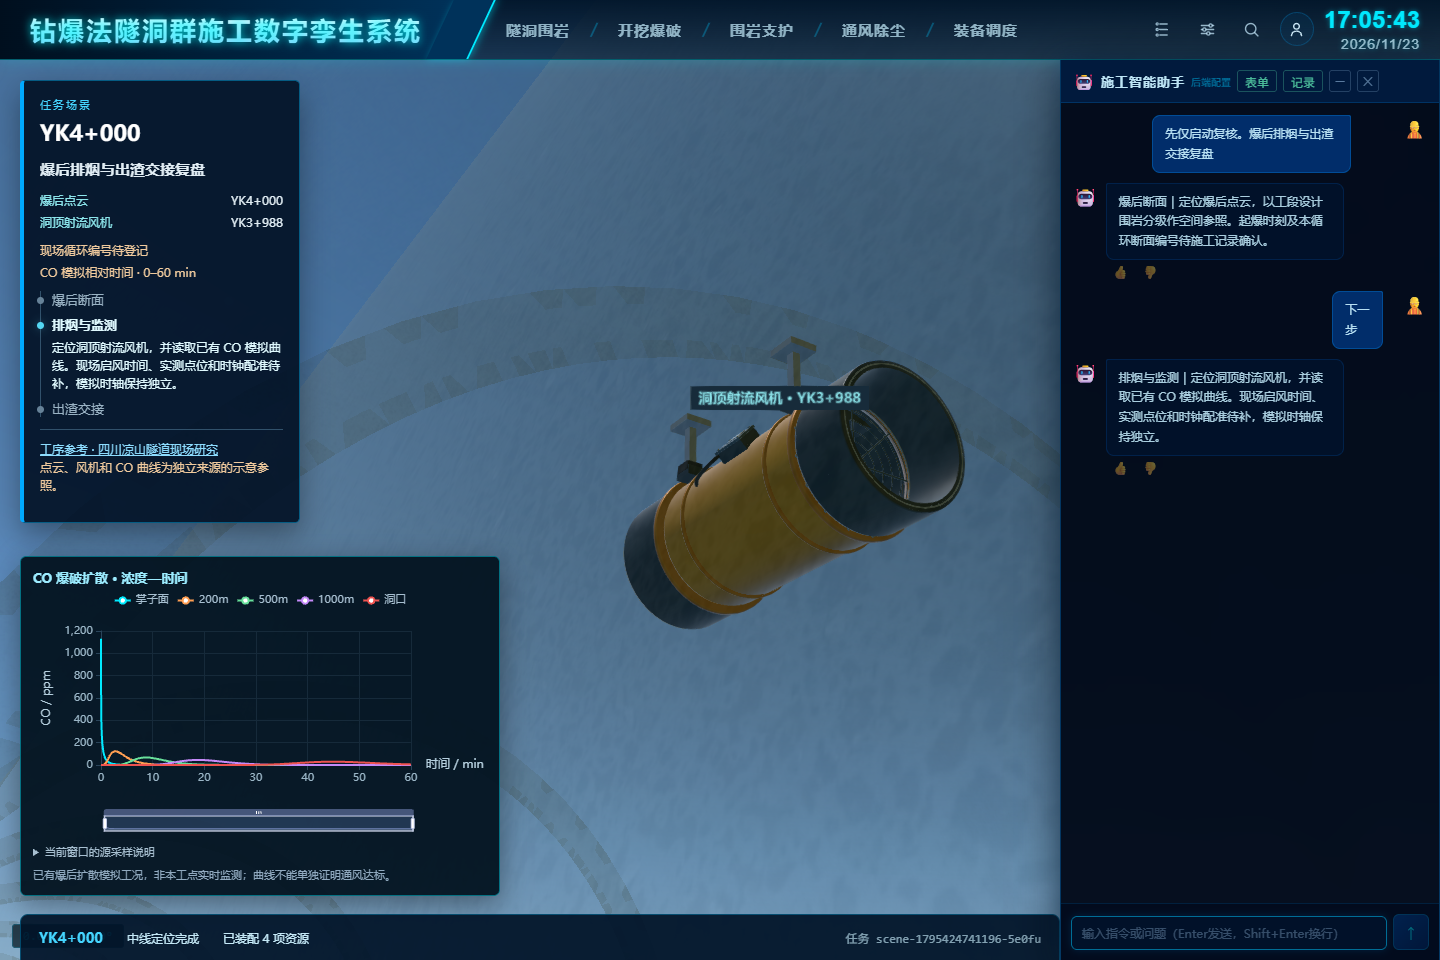 钻爆法隧洞群施工数字孪生系统
隧洞围岩 / 开挖爆破 / 围岩支护 / 通风除尘 / 装备调度
17:05:43
2026/11/23
任务场景
YK4+000
爆后排烟与出渣交接复盘
爆后点云 YK4+000
洞顶射流风机 YK3+988
现场循环编号待登记
CO 模拟相对时间 · 0–60 min
爆后断面
排烟与监测
定位洞顶射流风机，并读取已有 CO 模拟曲
线。现场启风时间、实测点位和时钟配准待
补，模拟时轴保持独立。
出渣交接
工序参考 · 四川凉山隧道现场研究
点云、风机和 CO 曲线为独立来源的示意参
照。
洞顶射流风机 • YK3+988
CO 爆破扩散 • 浓度—时间
掌子面 200m 500m 1000m 洞口
CO / ppm
1,200
1,000
800
600
400
200
0
0 10 20 30 40 50 60
时间 / min
当前窗口的源采样说明
已有爆后扩散模拟工况，非本工点实时监测；曲线不能单独证明通风达标。
YK4+000 中线定位完成 已装配 4 项资源
任务 scene-1795424741196-5e0fu
施工智能助手 后端配置 表单 记录
先仅启动复核。爆后排烟与出渣
交接复盘
爆后断面 | 定位爆后点云，以工段设计
围岩分级作空间参照。起爆时刻及本循
环断面编号待施工记录确认。
下一
步
排烟与监测 | 定位洞顶射流风机，并读
取已有 CO 模拟曲线。现场启风时间、
实测点位和时钟配准待补，模拟时轴保
持独立。
输入指令或问题（Enter发送，Shift+Enter换行）